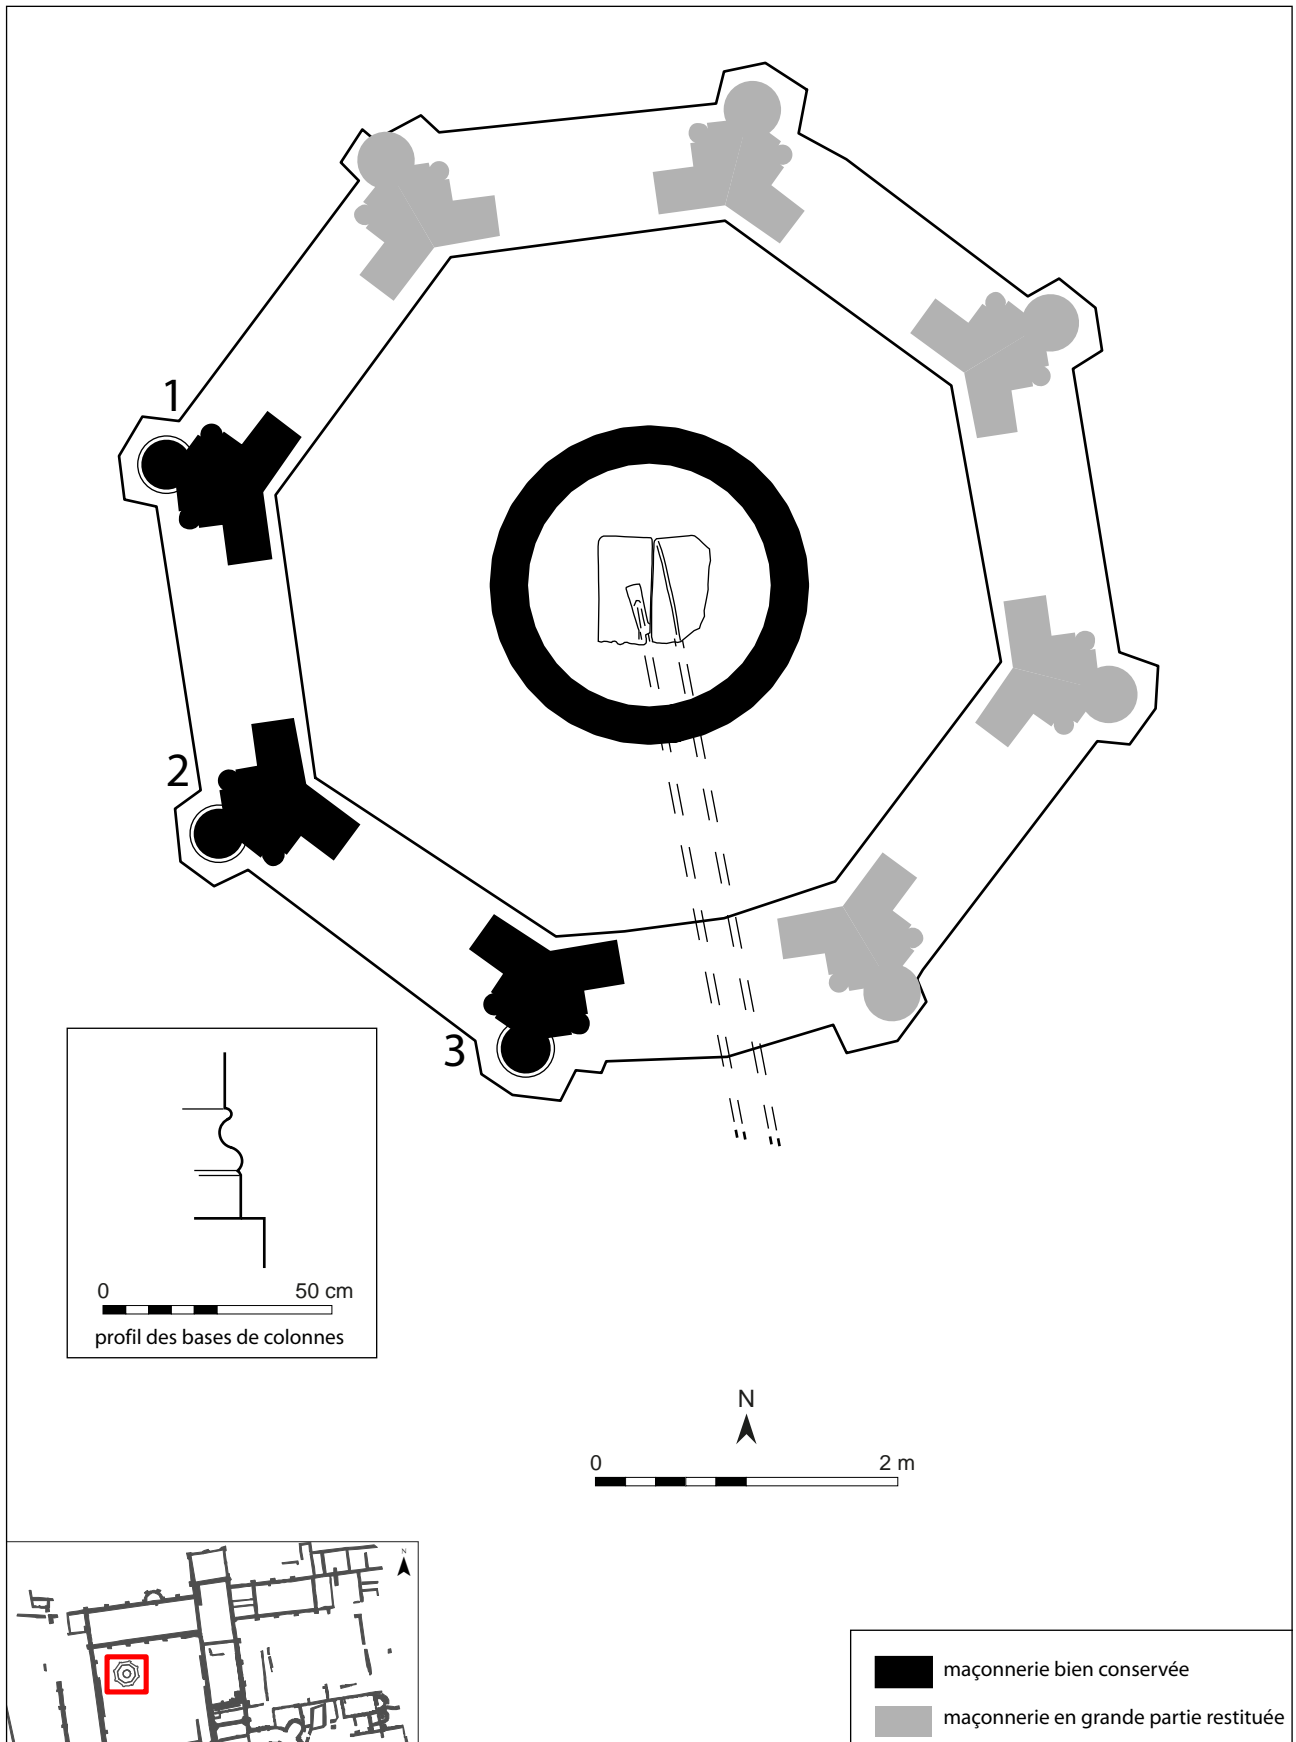 1
2
3
0 50 cm
profil des bases de colonnes
N
0 2 m
N
maçonnerie bien conservée
maçonnerie en grande partie restituée